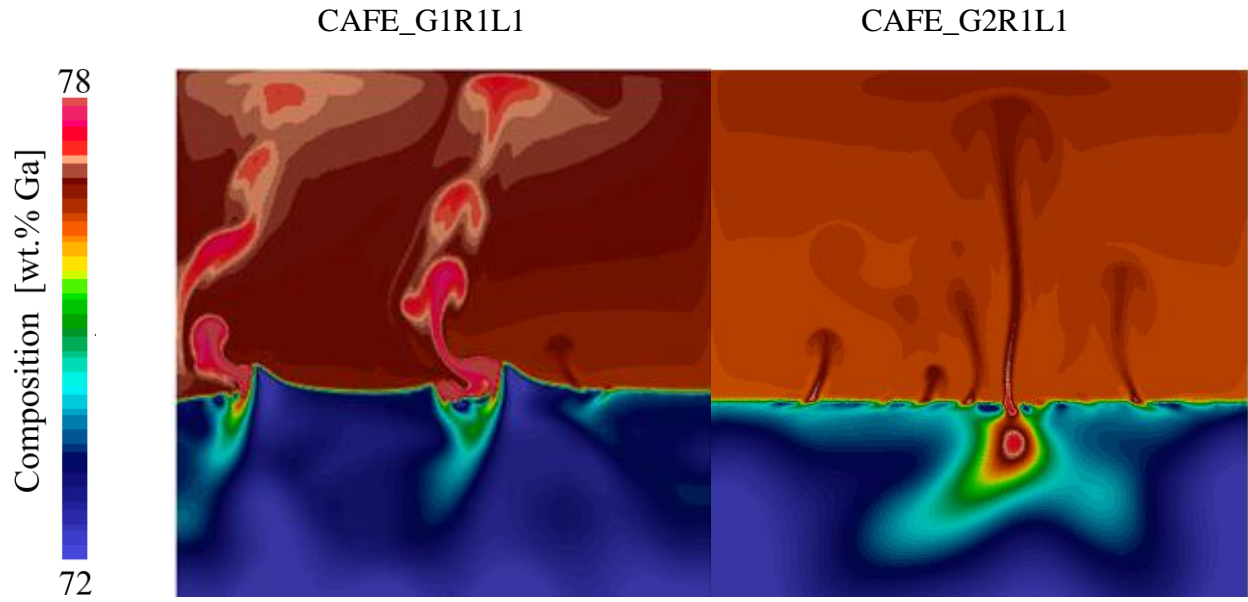 CAFE_G1R1L1
CAFE_G2R1L1
78
Composition [wt.% Ga]
72